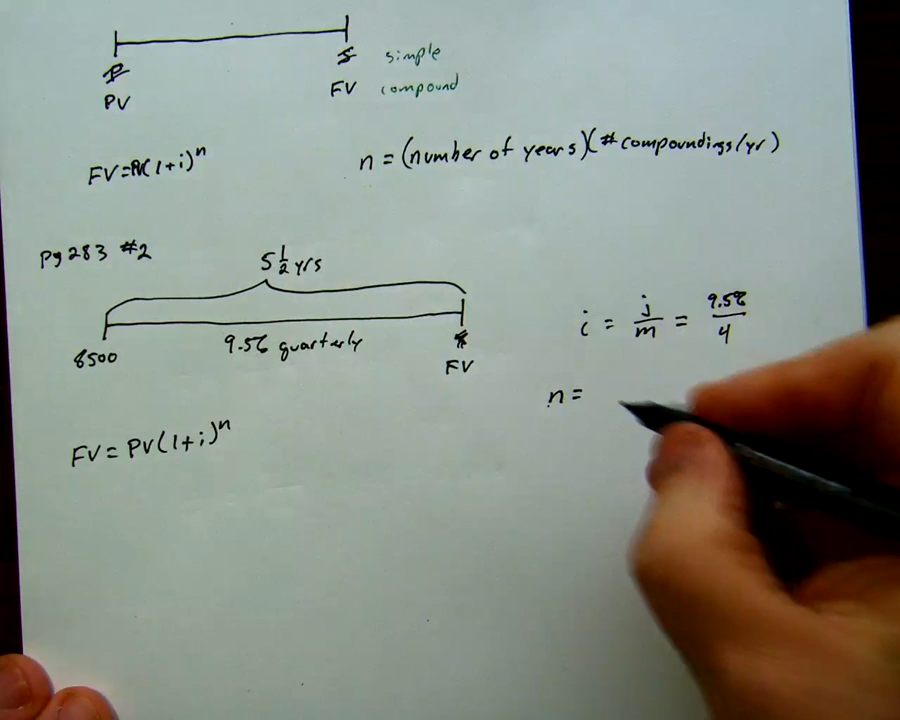 P S simple
PV FV compound
FV=PV(1+i)^n
n = (number of years)(# compoundings/yr)
Pg 283 #2
5 1/2 yrs
8500 9.5% quarterly
FV
i = j/m = 9.5%/4
n =
FV = PV(1+i)^n